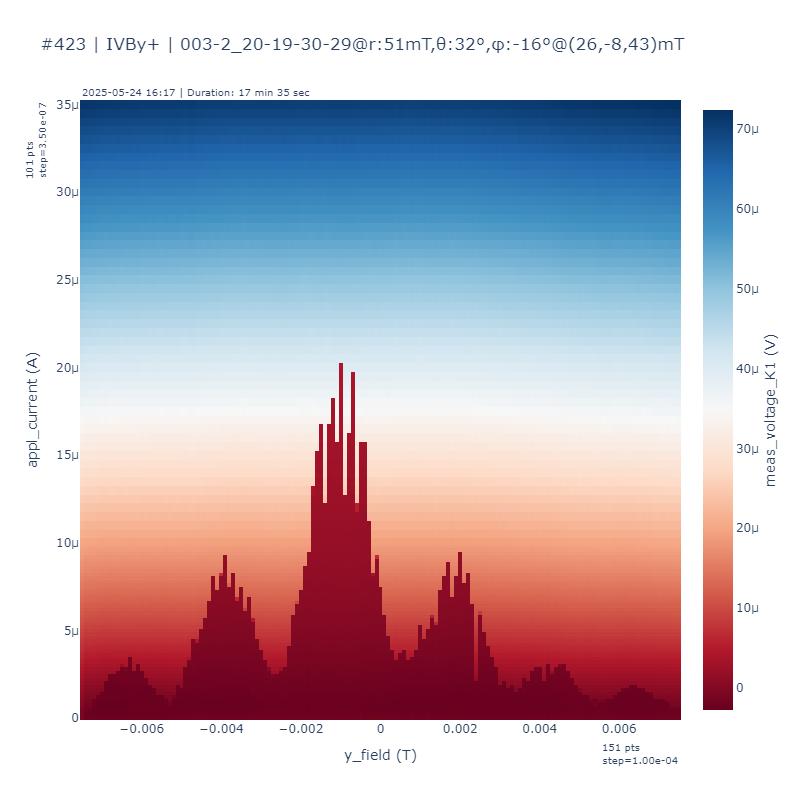 #423 | IVBy+ | 003-2_20-19-30-29@r:51mT,θ:32°,φ:-16°@(26,-8,43)mT
2025-05-24 16:17 | Duration: 17 min 35 sec
101 pts
step=3.50e-07
35μ
30μ
25μ
20μ
15μ
10μ
5μ
0
appl_current (A)
−0.006
−0.004
−0.002
0
0.002
0.004
0.006
y_field (T)
151 pts
step=1.00e-04
70μ
60μ
50μ
40μ
30μ
20μ
10μ
0
meas_voltage_K1 (V)